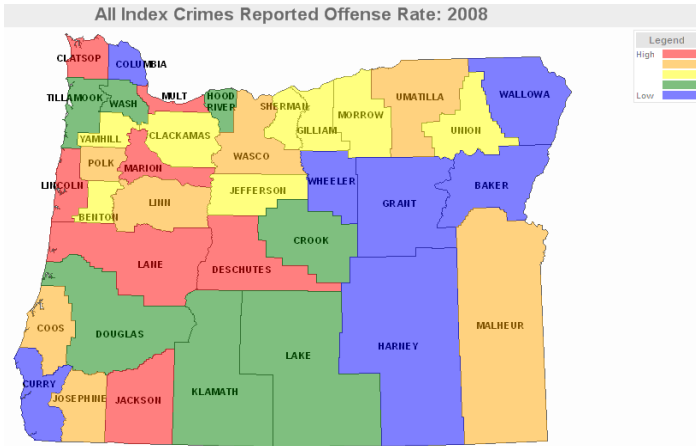 All Index Crimes Reported Offense Rate: 2008
Legend
High
Low
CLATSOP
COLUMBIA
TILLAMOOK
WASH
MULT
HOOD
RIVER
SHERMAN
GILLIAM
MORROW
UMATILLA
UNION
WALLOWA
YAMHILL
CLACKAMAS
WASCO
POLK
MARION
LINCOLN
BENTON
LINN
JEFFERSON
WHEELER
GRANT
BAKER
CROOK
LANE
DESCHUTES
COOS
DOUGLAS
LAKE
HARNEY
MALHEUR
CURRY
JOSEPHINE
JACKSON
KLAMATH